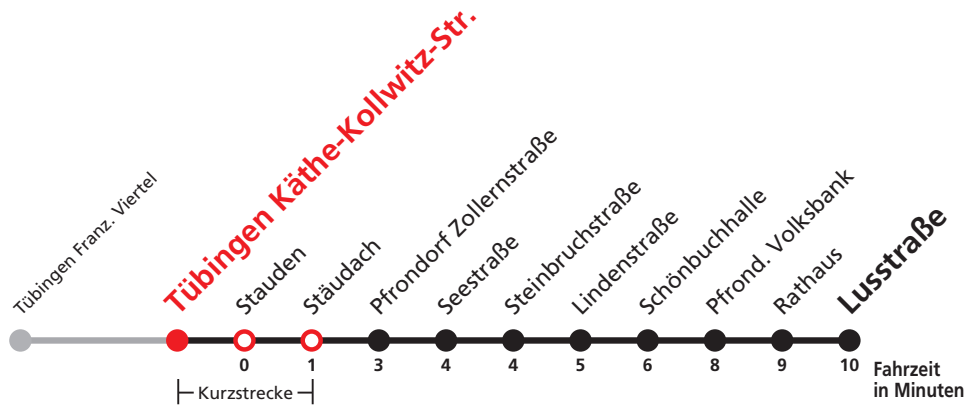 Tübingen Franz. Viertel
Tübingen Käthe-Kollwitz-Str.
Stauden
Stäudach
Pfrondorf Zollernstraße
Seestraße
Steinbruchstraße
Lindenstraße
Schönbuchhalle
Pfrond. Volksbank
Rathaus
Lusstraße
0 1 3 4 4 5 6 8 9 10
Fahrzeit
in Minuten
Kurzstrecke